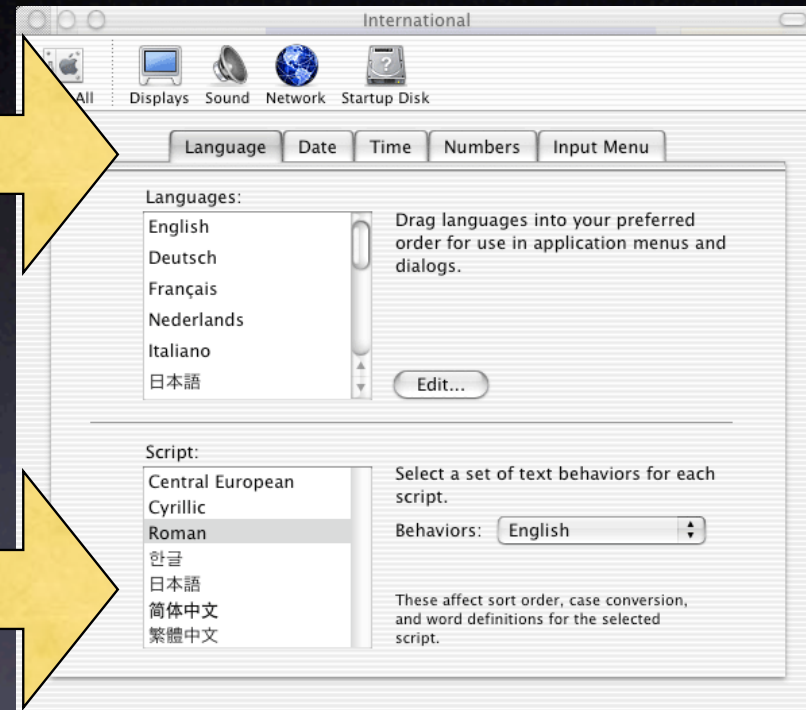 International
All
Displays Sound Network Startup Disk
Language Date Time Numbers Input Menu
Languages:
English
Deutsch
Français
Nederlands
Italiano
日本語
Drag languages into your preferred
order for use in application menus and
dialogs.
Edit...
Script:
Central European
Cyrillic
Roman
한글
日本語
简体中文
繁體中文
Select a set of text behaviors for each
script.
Behaviors: English
These affect sort order, case conversion,
and word definitions for the selected
script.